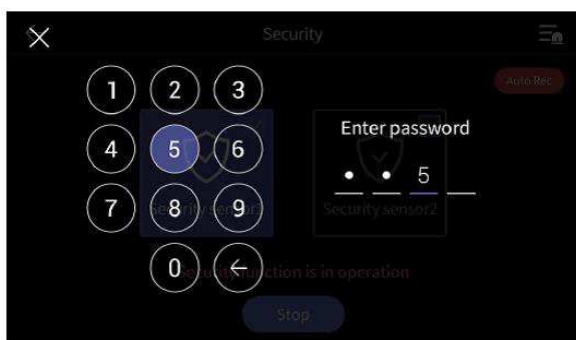 Security
Auto Rec
1 2 3
Enter password
4 5 6
• • 5
7 8 9
Security sensor1
Security sensor2
0
Security function is in operation
Stop